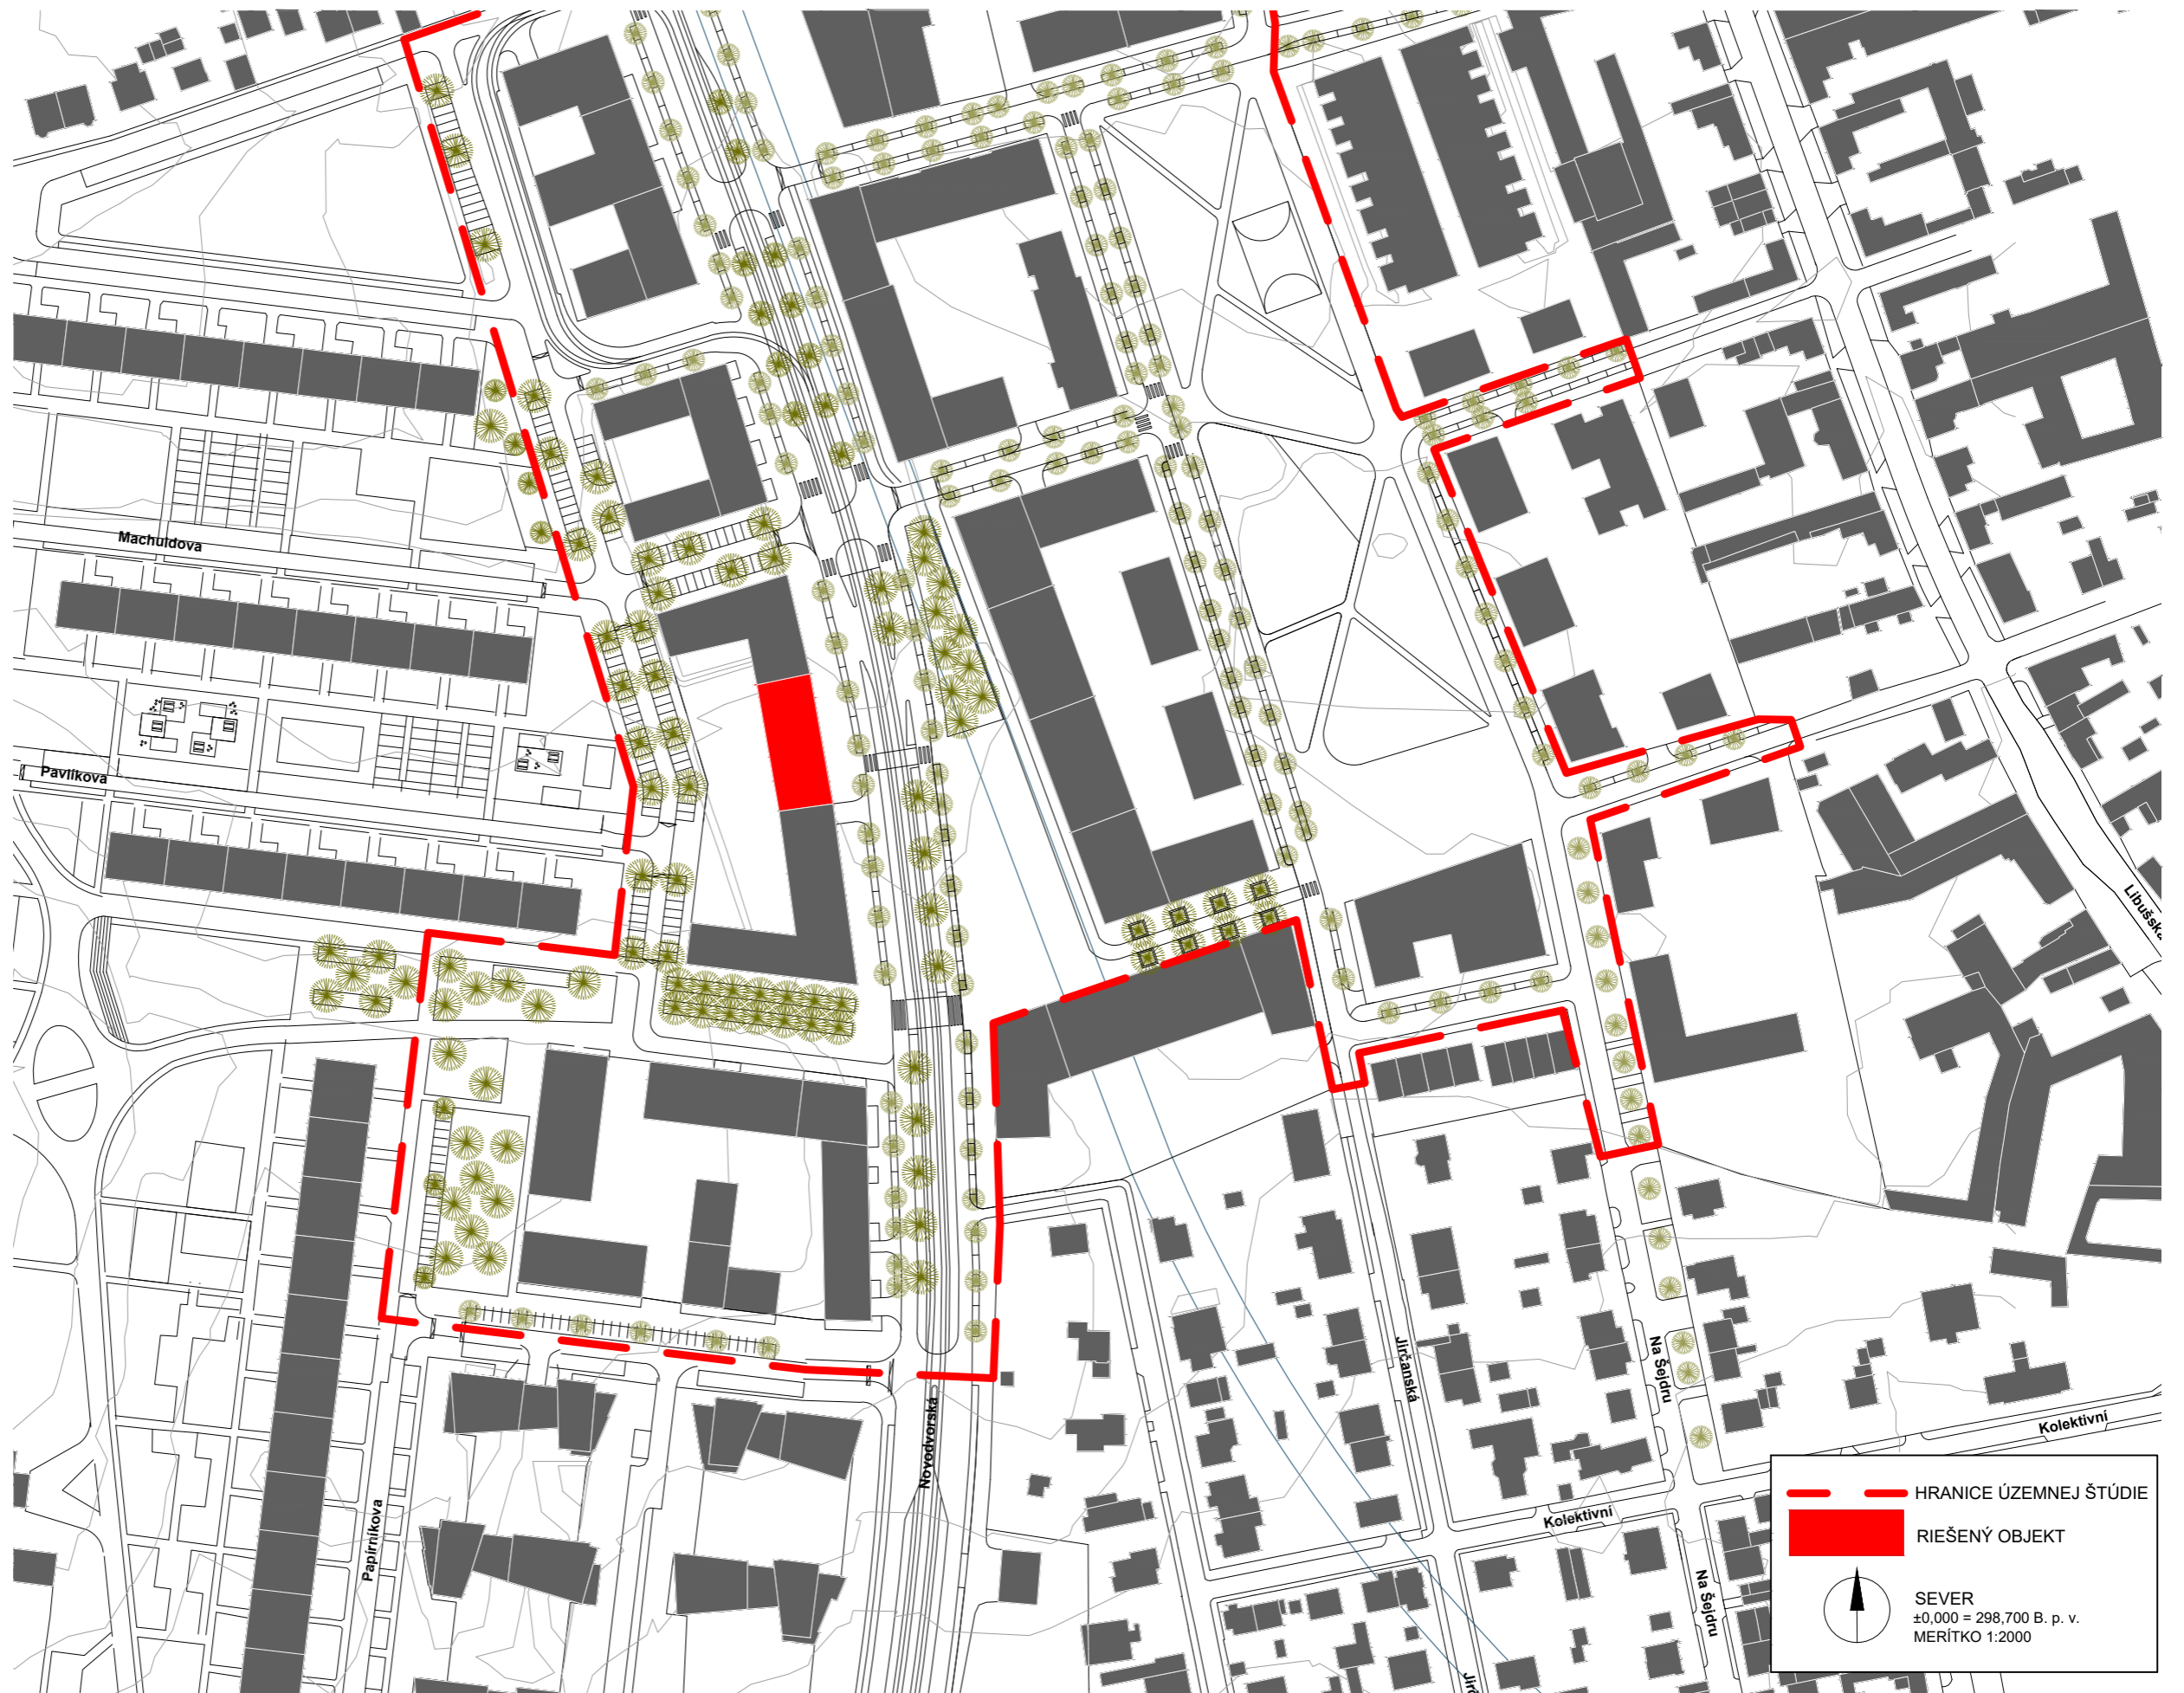 Machuldova
Pavlíkova
Libušská
Jirčanská
Na Šejdru
Kolektivní
Novodvorská
HRANICE ÚZEMNEJ ŠTÚDIE
Kolektivní
RIEŠENÝ OBJEKT
Papírníkova
Na Šejdru
SEVER
±0,000 = 298,700 B. p. v.
MERÍTKO 1:2000
Jirč